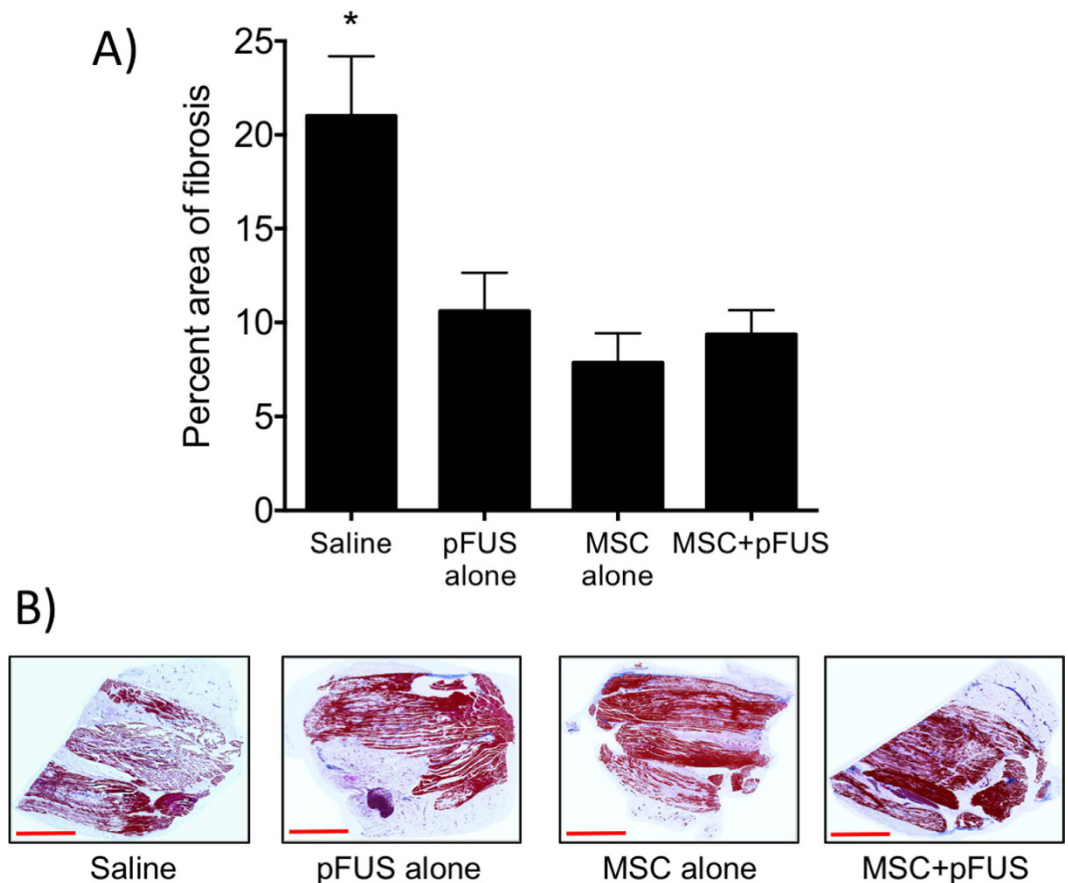 A)
*
Percent area of fibrosis
25
20
15
10
5
0
Saline
pFUS alone
MSC alone
MSC+pFUS
B)
Saline
pFUS alone
MSC alone
MSC+pFUS